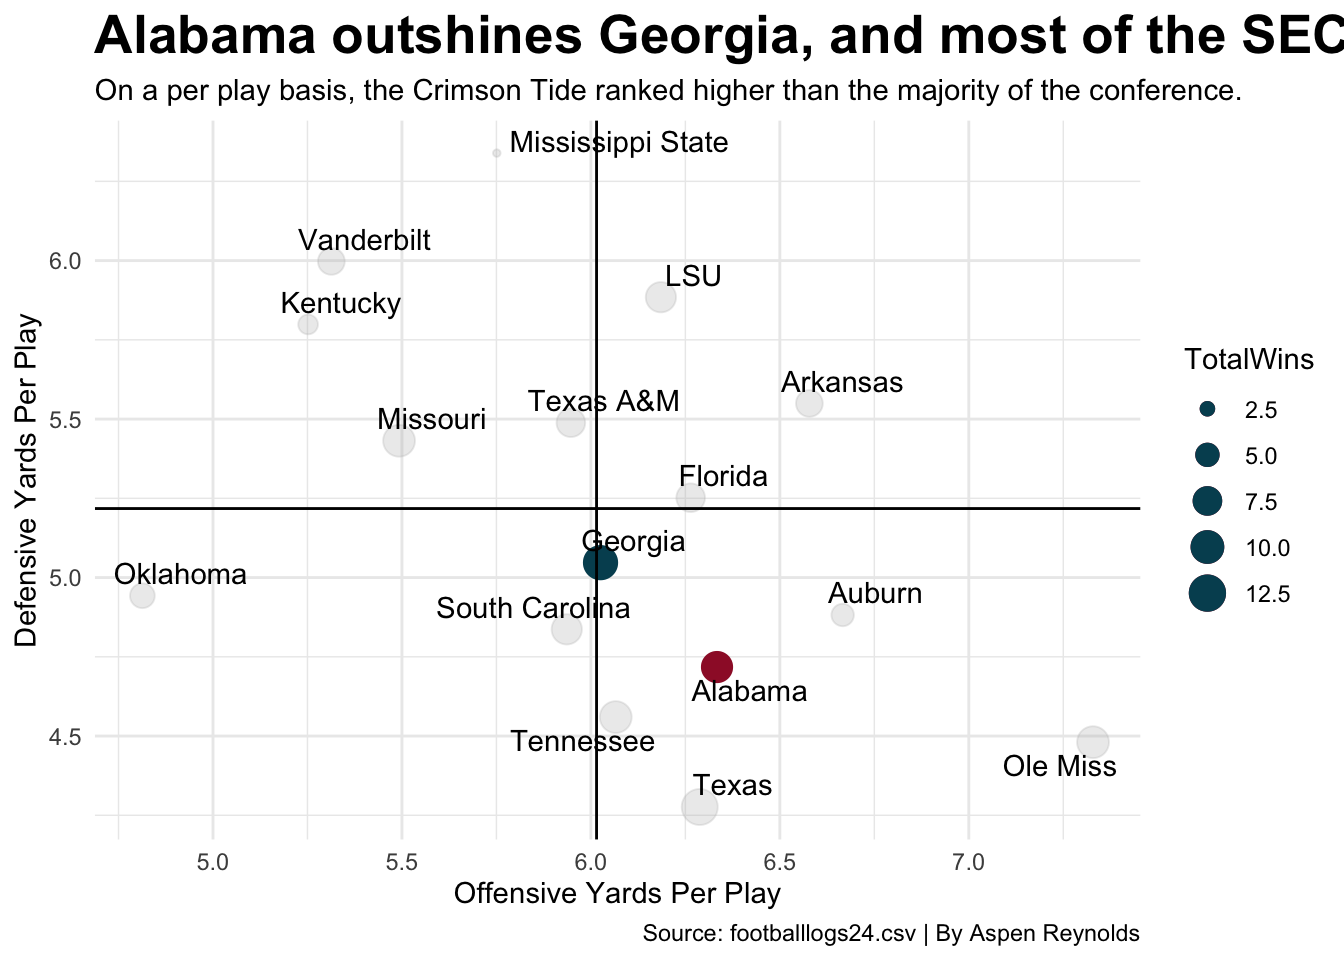 Alabama outshines Georgia, and most of the SEC
On a per play basis, the Crimson Tide ranked higher than the majority of the conference.
Mississippi State
Vanderbilt
LSU
Kentucky
Arkansas
Texas A&M
Missouri
Florida
Georgia
Oklahoma
Auburn
South Carolina
Alabama
Tennessee
Ole Miss
Texas
6.0
5.5
5.0
4.5
Defensive Yards Per Play
5.0
5.5
6.0
6.5
7.0
Offensive Yards Per Play
TotalWins
2.5
5.0
7.5
10.0
12.5
Source: footballlogs24.csv | By Aspen Reynolds